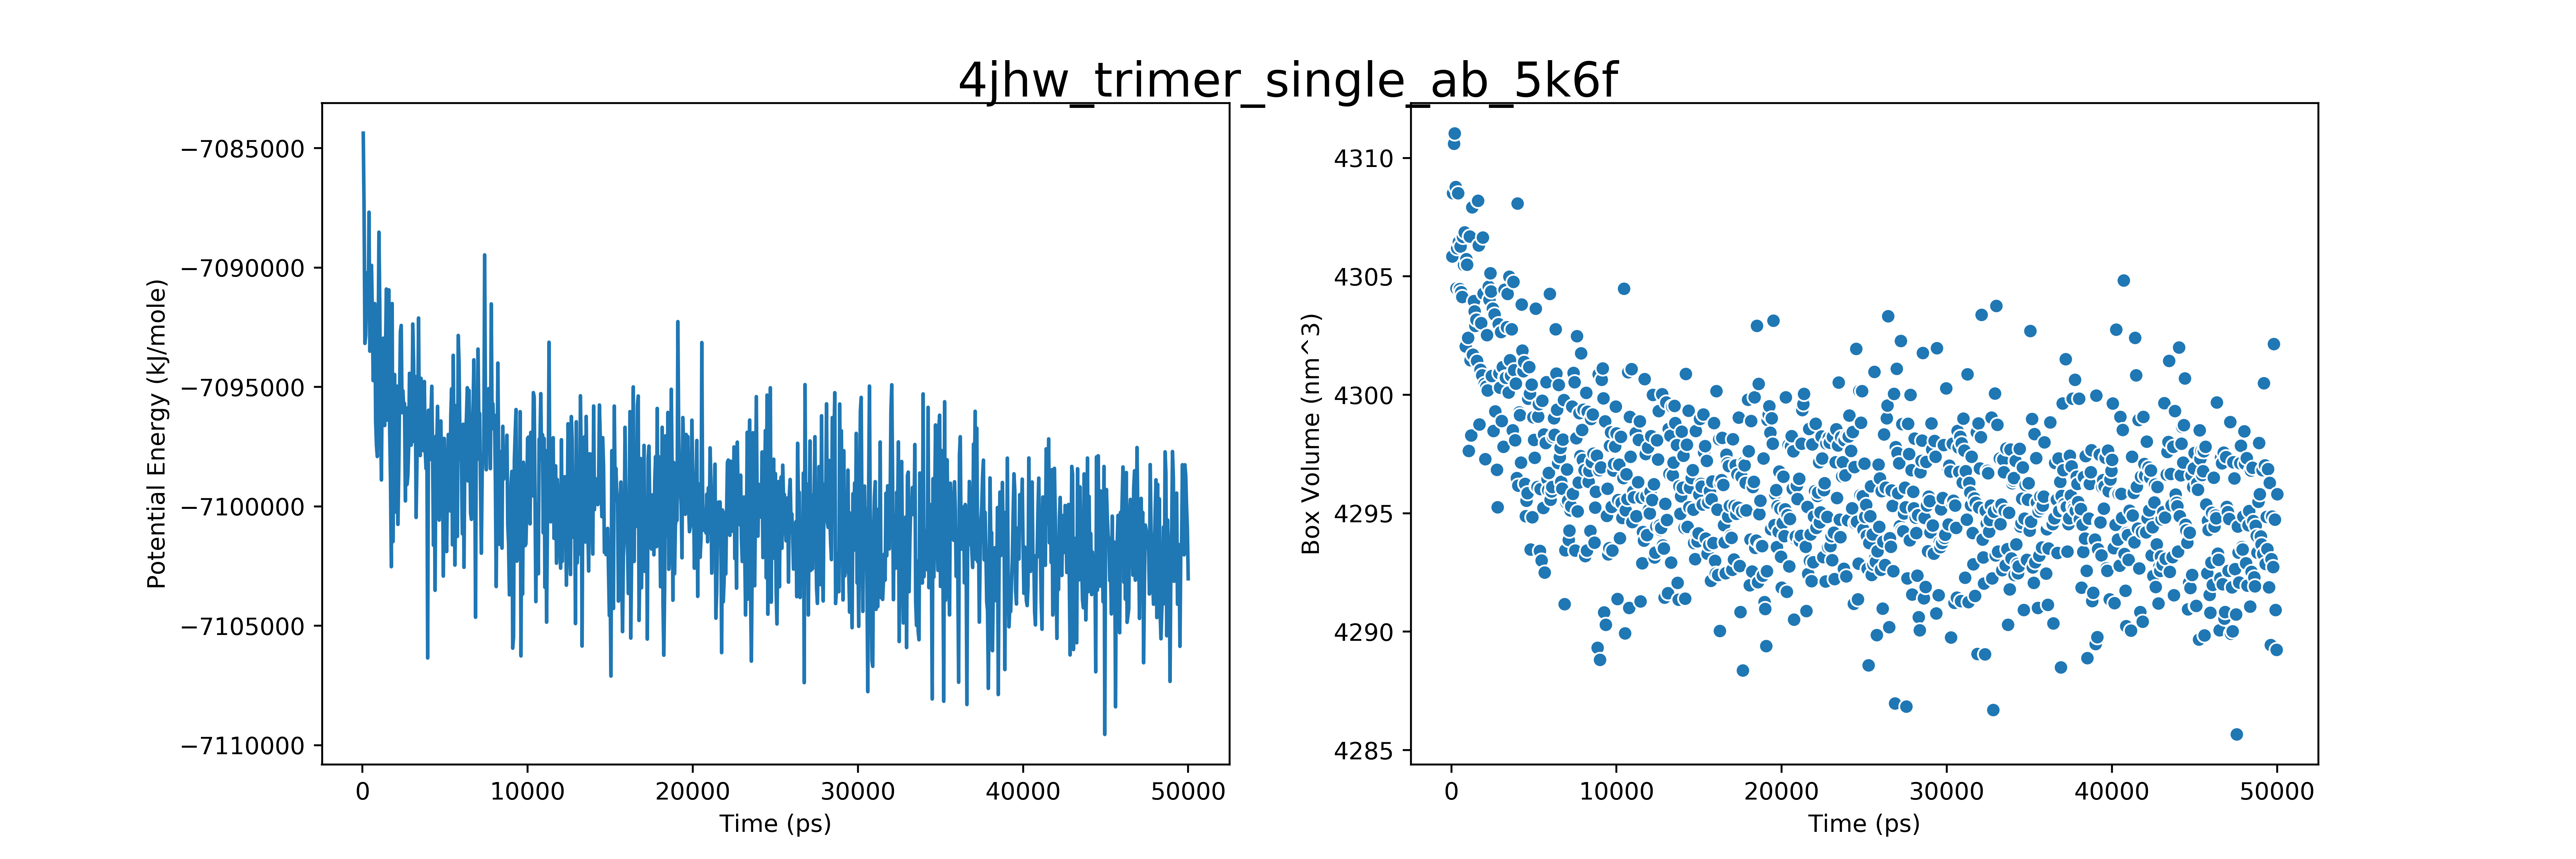 4jhw_trimer_single_ab_5k6f
Potential Energy (kJ/mole)
−7085000
−7090000
−7095000
−7100000
−7105000
−7110000
0 10000 20000 30000 40000 50000
Time (ps)
Box Volume (nm^3)
4310
4305
4300
4295
4290
4285
0 10000 20000 30000 40000 50000
Time (ps)